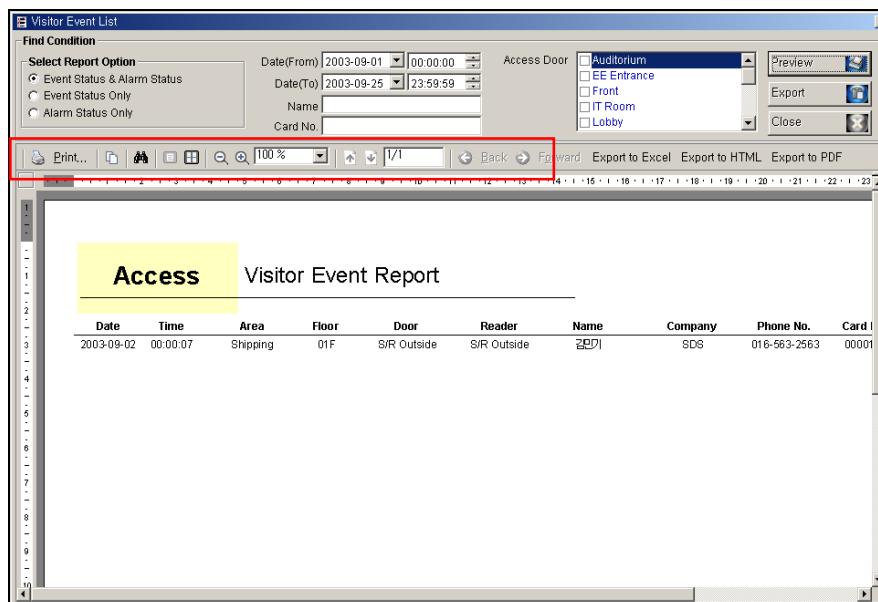 Visitor Event List
Find Condition
Select Report Option
Event Status & Alarm Status
Event Status Only
Alarm Status Only
Date(From) 2003-09-01 00:00:00
Date(To) 2003-09-25 23:59:59
Name
Card No.
Access Door
Auditorium
EE Entrance
Front
IT Room
Lobby
Preview
Export
Close
Print... 100 % 1/1 Back Forward Export to Excel Export to HTML Export to PDF
Access Visitor Event Report
Date Time Area Floor Door Reader Name Company Phone No. Card
2003-09-02 00:00:07 Shipping 01F S/R Outside S/R Outside 김민기 SDS 016-563-2563 00001